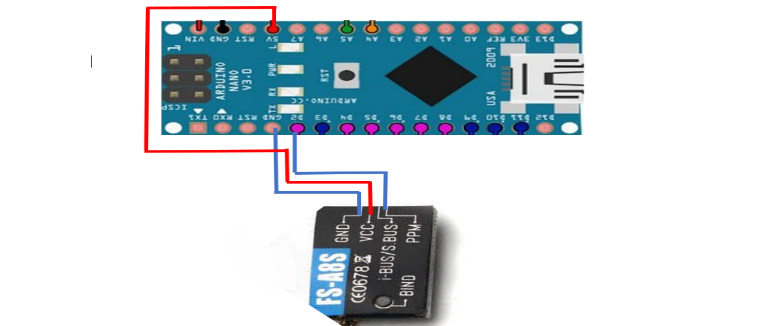 VIN GND RST 5V A7 A6 A5 A4 A3 A2 A1 A0 REF 3V3 D13
L
PWR
RX
TX
RST
ARDUINO.CC
2009
USA
ARDUINO
NANO
V3.0
ICSP
1
TX1 RX0 RST GND D2 D3 D4 D5 D6 D7 D8 D9 D10 D11 D12
GND
VCC
i-BUS/S.BUS
PPM
FS-A8S
CE0678
BIND